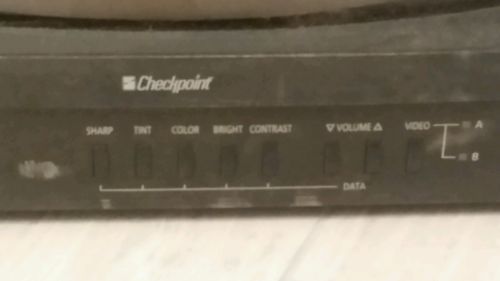 Checkpoint
SHARP TINT COLOR BRIGHT CONTRAST ▽ VOLUME △ VIDEO A
B
DATA